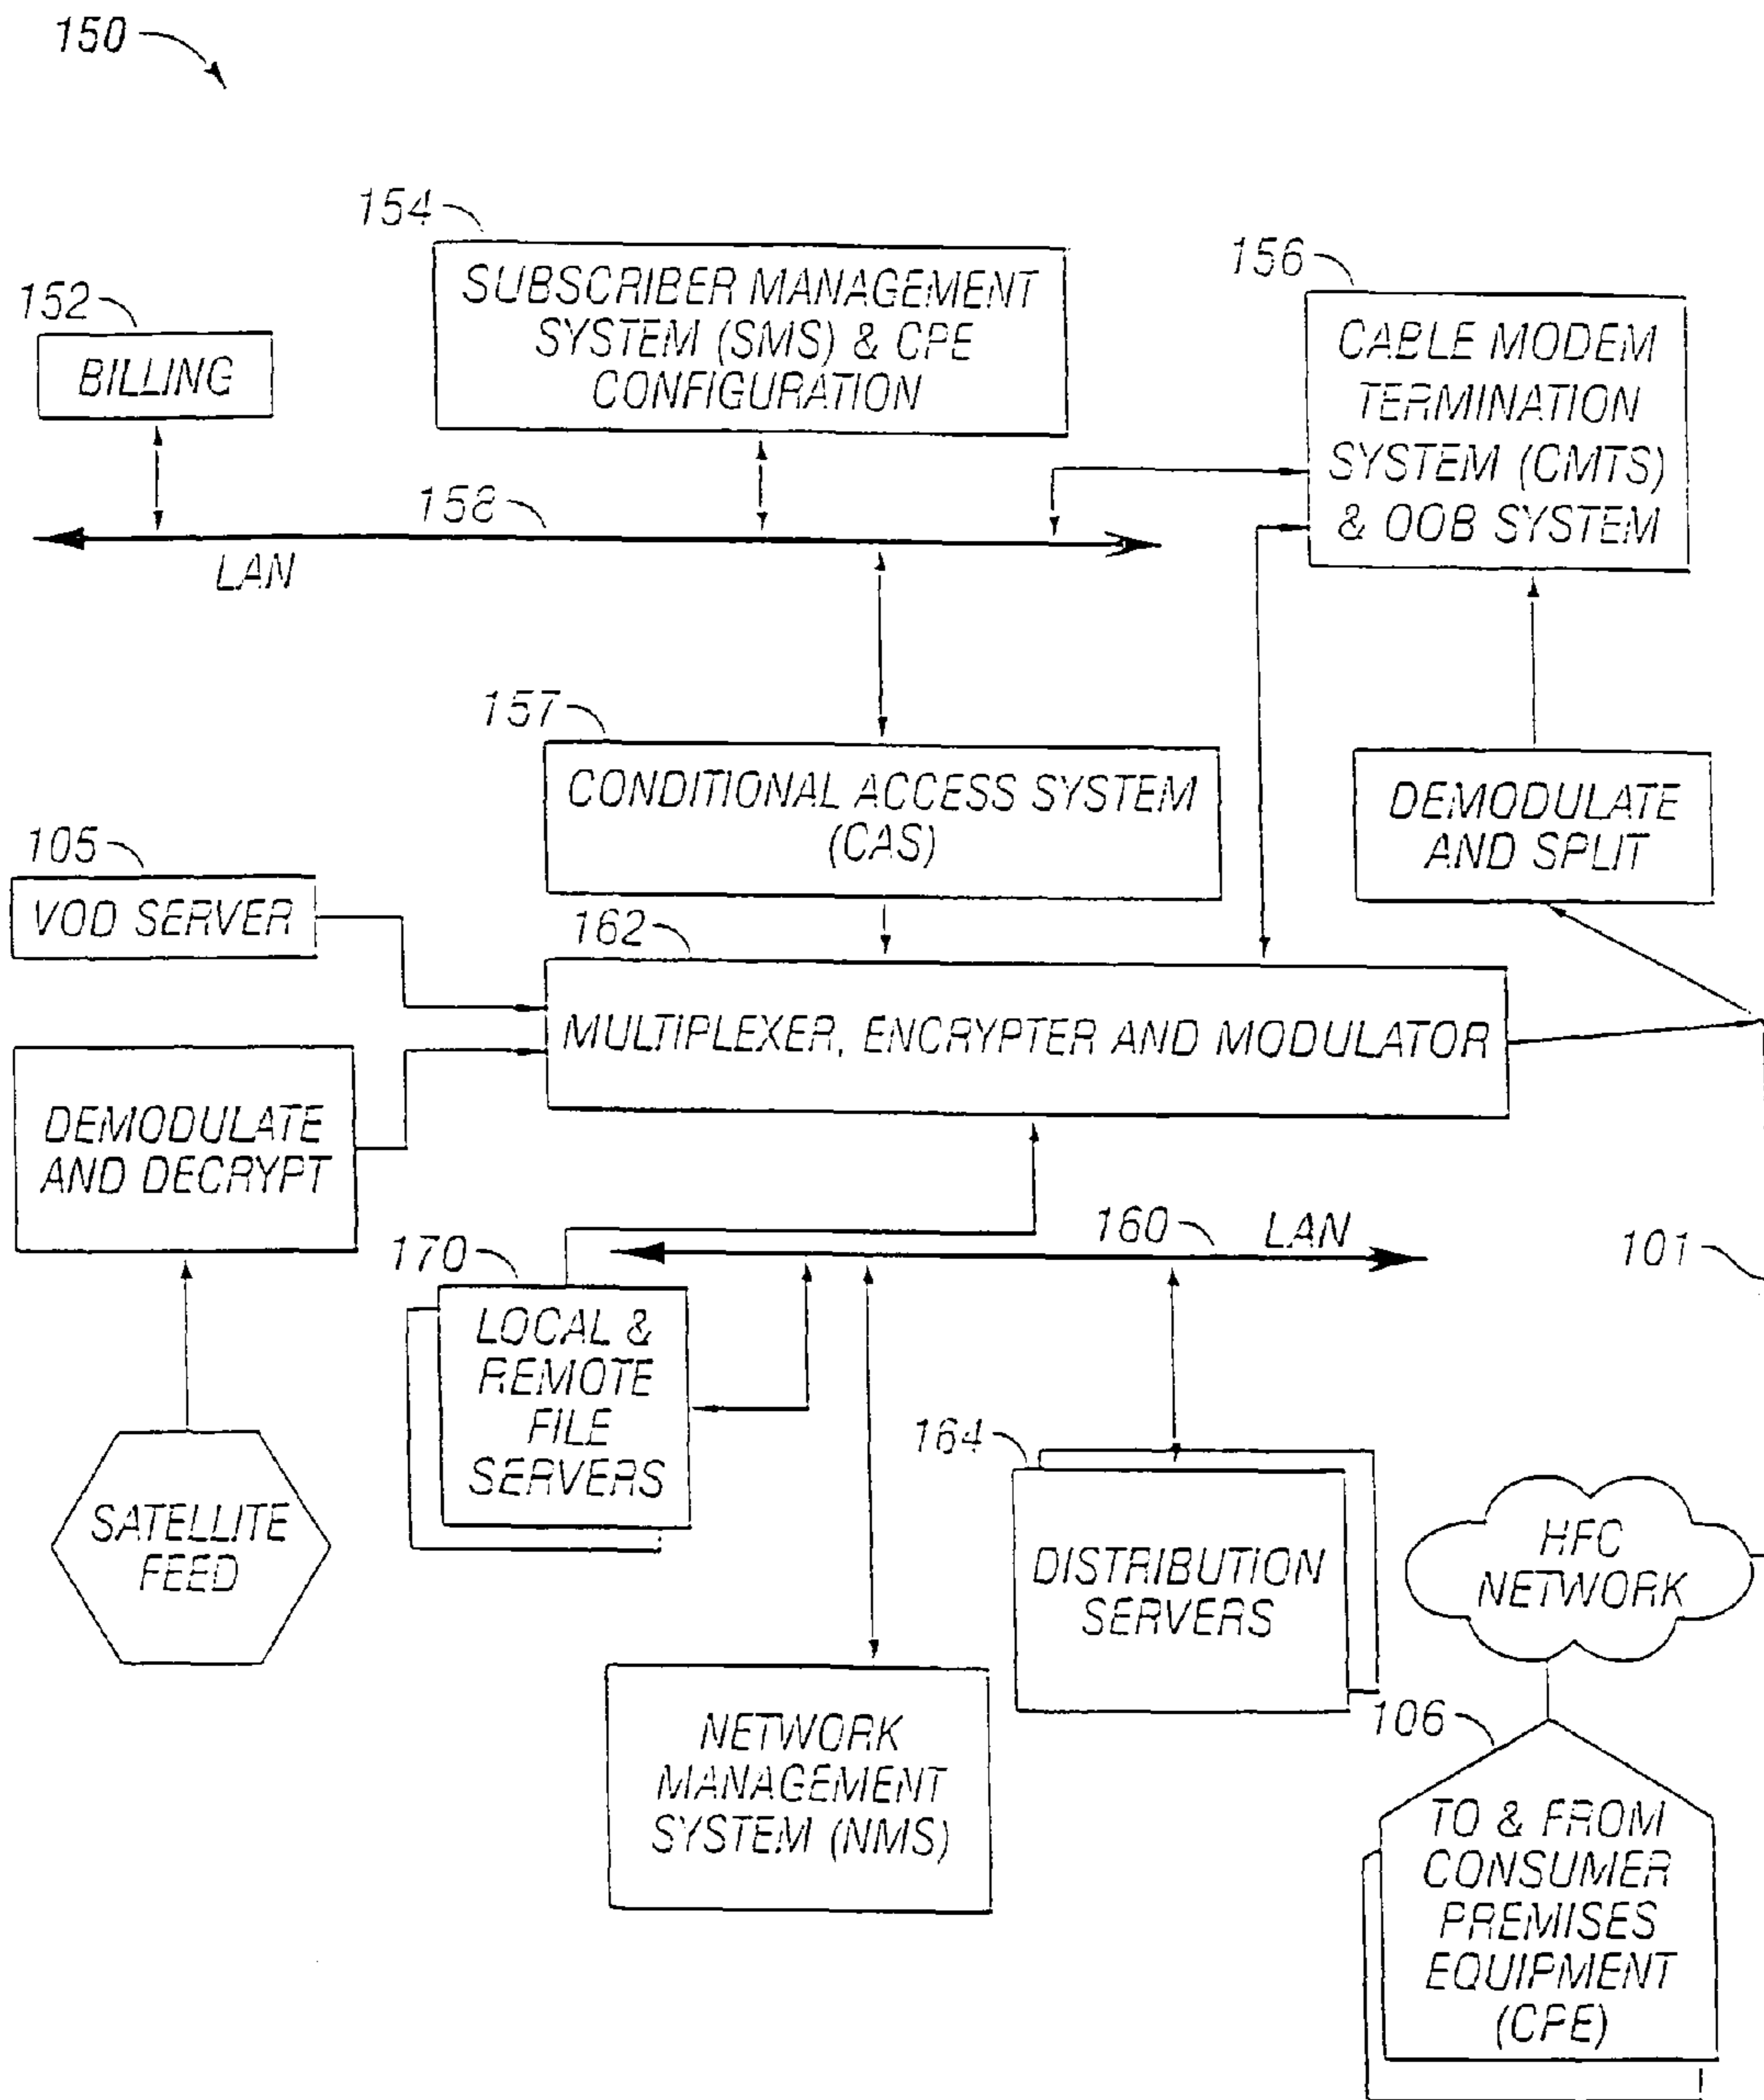 150
154
SUBSCRIBER MANAGEMENT
SYSTEM (SMS) & CPE
CONFIGURATION
156
CABLE MODEM
TERMINATION
SYSTEM (CMTS)
& OOB SYSTEM
152
BILLING
158
LAN
157
CONDITIONAL ACCESS SYSTEM
(CAS)
DEMODULATE
AND SPLIT
105
VOD SERVER
162
MULTIPLEXER, ENCRYPTER AND MODULATOR
DEMODULATE
AND DECRYPT
160
LAN
101
170
LOCAL &
REMOTE
FILE
SERVERS
SATELLITE
FEED
164
DISTRIBUTION
SERVERS
HFC
NETWORK
NETWORK
MANAGEMENT
SYSTEM (NMS)
106
TO & FROM
CONSUMER
PREMISES
EQUIPMENT
(CPE)